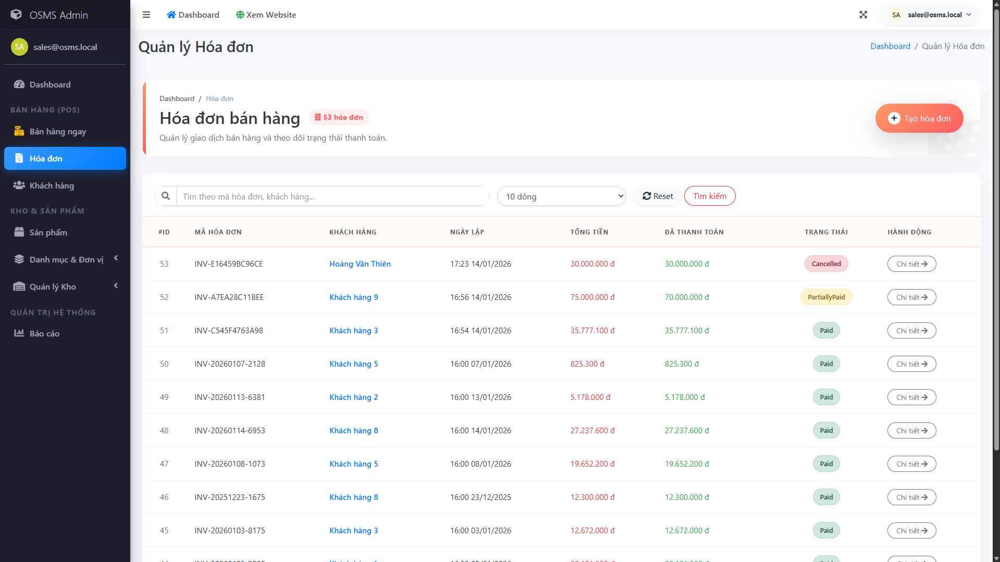 OSMS Admin
Dashboard
Xem Website
SA
sales@osms.local
SA
sales@osms.local
Dashboard
BÁN HÀNG (POS)
Bán hàng ngay
Hóa đơn
Khách hàng
KHO & SẢN PHẨM
Sản phẩm
Danh mục & Đơn vị
Quản lý Kho
QUẢN TRỊ HỆ THỐNG
Báo cáo
Quản lý Hóa đơn
Dashboard / Quản lý Hóa đơn
Dashboard / Hóa đơn
Hóa đơn bán hàng
53 hóa đơn
Quản lý giao dịch bán hàng và theo dõi trạng thái thanh toán.
Tạo hóa đơn
Tìm theo mã hóa đơn, khách hàng...
10 dòng
Reset
Tìm kiếm
#ID MÃ HÓA ĐƠN KHÁCH HÀNG NGÀY LẬP TỔNG TIỀN ĐÃ THANH TOÁN TRẠNG THÁI HÀNH ĐỘNG
53 INV-E16459BC96CE Hoàng Văn Thiên 17:23 14/01/2026 30.000.000 đ 30.000.000 đ Cancelled Chi tiết
52 INV-A7EA28C11BEE Khách hàng 9 16:56 14/01/2026 75.000.000 đ 70.000.000 đ PartiallyPaid Chi tiết
51 INV-C545F4763A98 Khách hàng 3 16:54 14/01/2026 35.777.100 đ 35.777.100 đ Paid Chi tiết
50 INV-20260107-2128 Khách hàng 5 16:00 07/01/2026 825.300 đ 825.300 đ Paid Chi tiết
49 INV-20260113-6381 Khách hàng 2 16:00 13/01/2026 5.178.000 đ 5.178.000 đ Paid Chi tiết
48 INV-20260114-6953 Khách hàng 8 16:00 14/01/2026 27.237.600 đ 27.237.600 đ Paid Chi tiết
47 INV-20260108-1073 Khách hàng 5 16:00 08/01/2026 19.652.200 đ 19.652.200 đ Paid Chi tiết
46 INV-20251223-1675 Khách hàng 8 16:00 23/12/2025 12.300.000 đ 12.300.000 đ Paid Chi tiết
45 INV-20260103-8175 Khách hàng 3 16:00 03/01/2026 12.672.000 đ 12.672.000 đ Paid Chi tiết